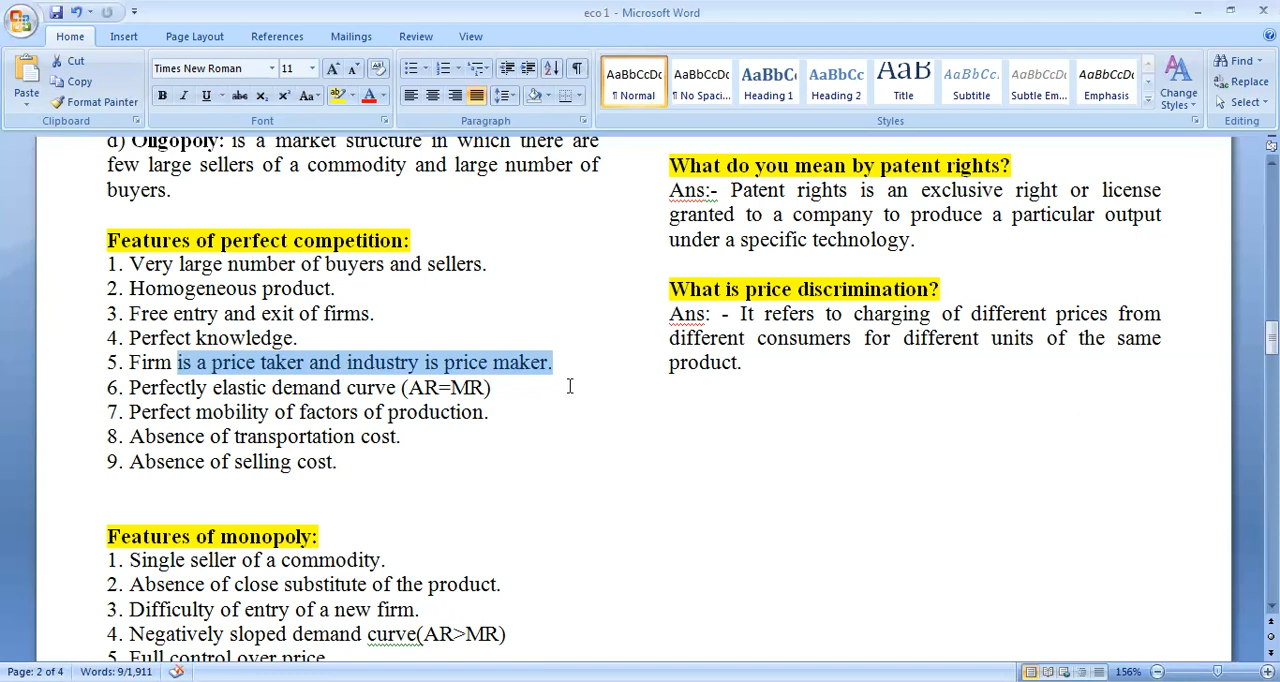 eco 1 - Microsoft Word
Home Insert Page Layout References Mailings Review View
Paste
Cut
Copy
Format Painter
Clipboard
Times New Roman 11
B I U abc X₂ X² Aa A
Font
Paragraph
AaBbCcDc AaBbCcDc AaBbC AaBbCc AaB AaBbCc. AaBbCcDc AaBbCcDc
¶ Normal ¶ No Spaci... Heading 1 Heading 2 Title Subtitle Subtle Em... Emphasis
Styles
Change
Styles
Find
Replace
Select
Editing
d) Oligopoly: is a market structure in which there are
few large sellers of a commodity and large number of
buyers.
Features of perfect competition:
1. Very large number of buyers and sellers.
2. Homogeneous product.
3. Free entry and exit of firms.
4. Perfect knowledge.
5. Firm is a price taker and industry is price maker.
6. Perfectly elastic demand curve (AR=MR)
7. Perfect mobility of factors of production.
8. Absence of transportation cost.
9. Absence of selling cost.
Features of monopoly:
1. Single seller of a commodity.
2. Absence of close substitute of the product.
3. Difficulty of entry of a new firm.
4. Negatively sloped demand curve(AR>MR)
5. Full control over price
What do you mean by patent rights?
Ans:- Patent rights is an exclusive right or license
granted to a company to produce a particular output
under a specific technology.
What is price discrimination?
Ans: - It refers to charging of different prices from
different consumers for different units of the same
product.
Page: 2 of 4 Words: 9/1,911 156%